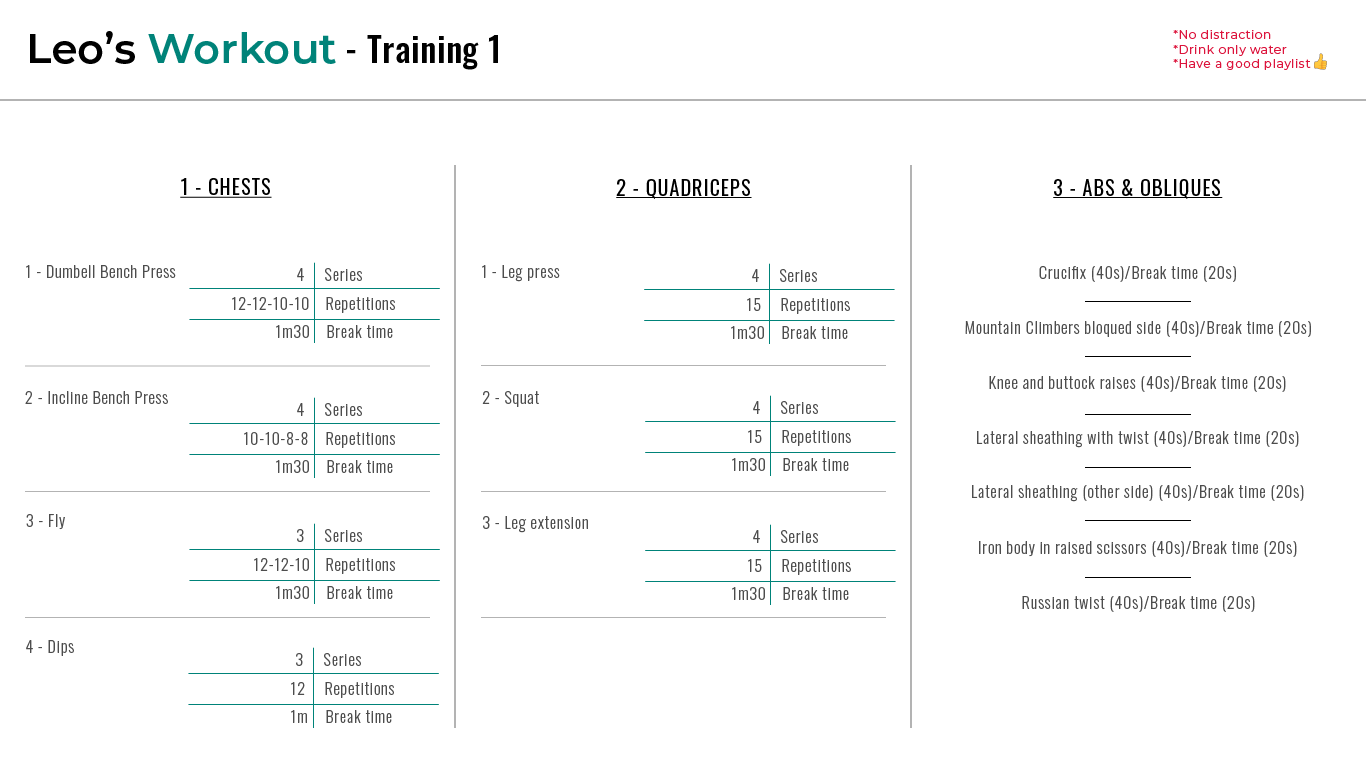 Leo's Workout - Training 1
*No distraction
*Drink only water
*Have a good playlist👍
1 - CHESTS
1 - Dumbell Bench Press
4 Series
12-12-10-10 Repetitions
1m30 Break time
2 - Incline Bench Press
4 Series
10-10-8-8 Repetitions
1m30 Break time
3 - Fly
3 Series
12-12-10 Repetitions
1m30 Break time
4 - Dips
3 Series
12 Repetitions
1m Break time
2 - QUADRICEPS
1 - Leg press
4 Series
15 Repetitions
1m30 Break time
2 - Squat
4 Series
15 Repetitions
1m30 Break time
3 - Leg extension
4 Series
15 Repetitions
1m30 Break time
3 - ABS & OBLIQUES
Crucifix (40s)/Break time (20s)
Mountain Climbers bloqued side (40s)/Break time (20s)
Knee and buttock raises (40s)/Break time (20s)
Lateral sheathing with twist (40s)/Break time (20s)
Lateral sheathing (other side) (40s)/Break time (20s)
Iron body in raised scissors (40s)/Break time (20s)
Russian twist (40s)/Break time (20s)